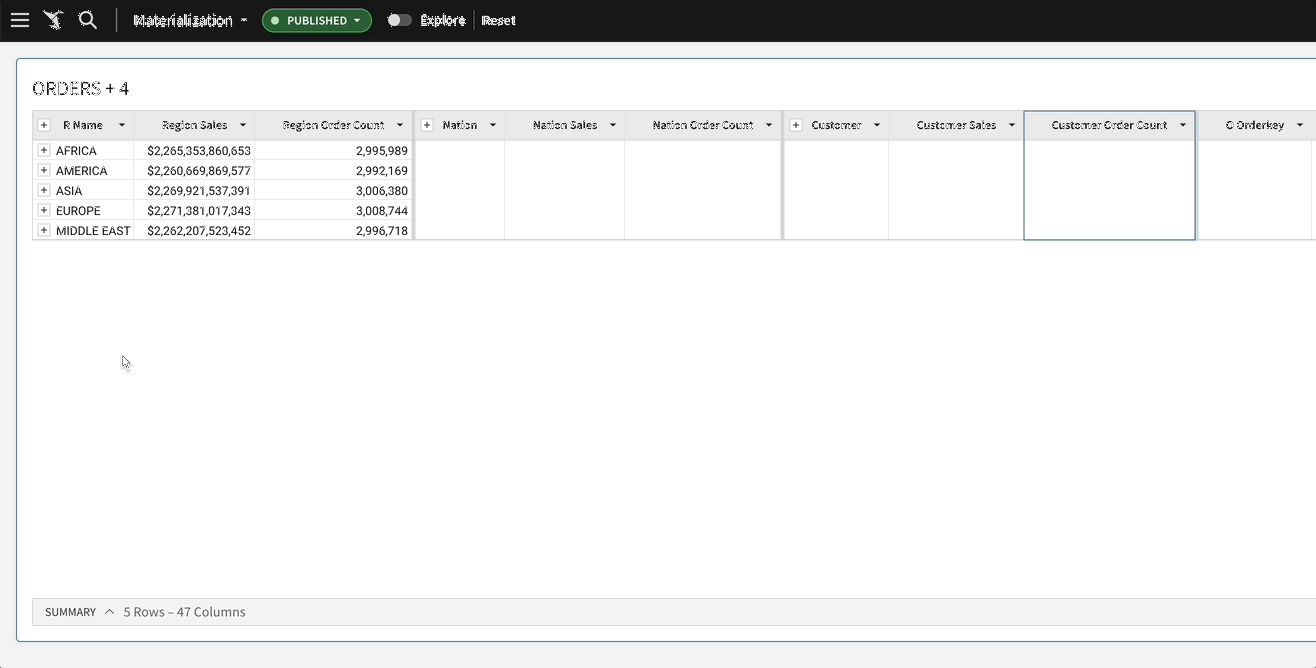 Materialization PUBLISHED Explore Reset
ORDERS + 4
R Name Region Sales Region Order Count Nation Nation Sales Nation Order Count Customer Customer Sales Customer Order Count O Orderkey
AFRICA $2,265,353,860,653 2,995,989
AMERICA $2,260,669,869,577 2,992,169
ASIA $2,269,921,537,391 3,006,380
EUROPE $2,271,381,017,343 3,008,744
MIDDLE EAST $2,262,207,523,452 2,996,718
SUMMARY 5 Rows – 47 Columns